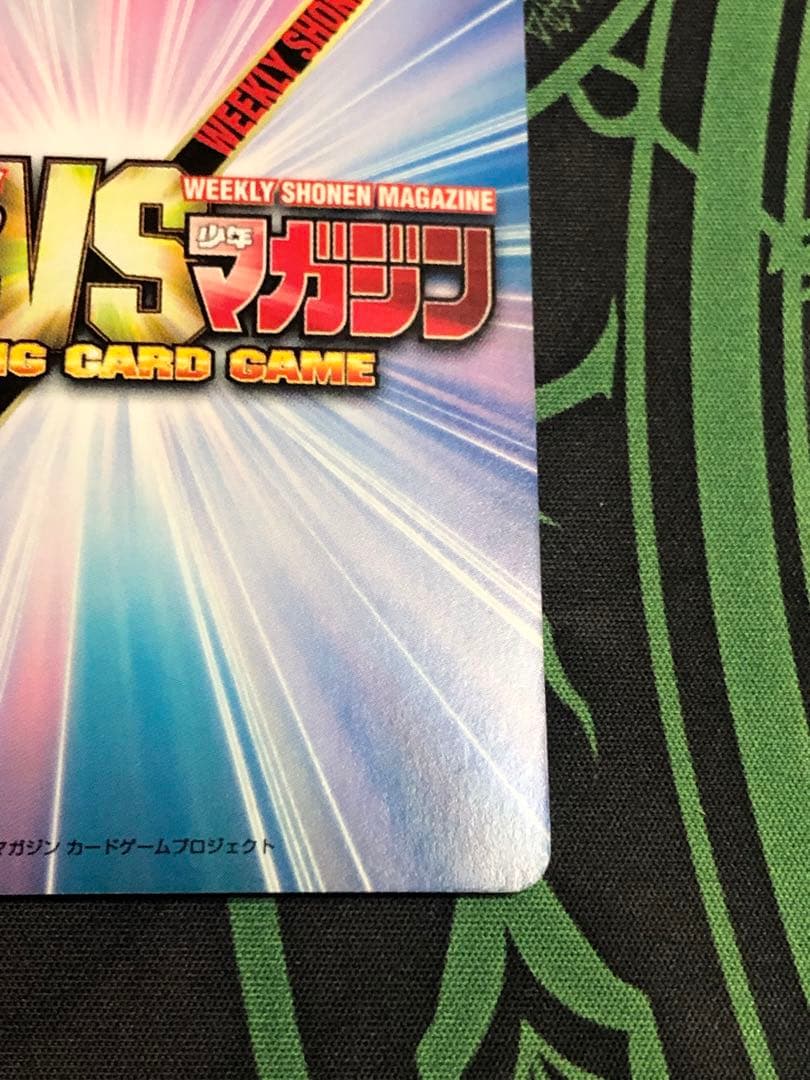 WEEKLY SHON
VS
WEEKLY SHONEN MAGAZINE
少年
マガジン
NG CARD GAME
マガジン カードゲームプロジェクト